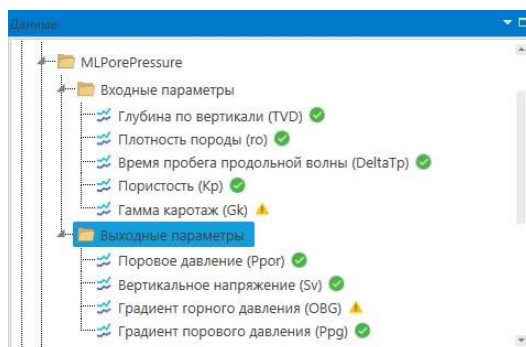 Данные
MLPorePressure
Входные параметры
Глубина по вертикали (TVD)
Плотность породы (ro)
Время пробега продольной волны (DeltaTp)
Пористость (Kp)
Гамма каротаж (Gk)
Выходные параметры
Поровое давление (Ppor)
Вертикальное напряжение (Sv)
Градиент горного давления (OBG)
Градиент порового давления (Ppg)